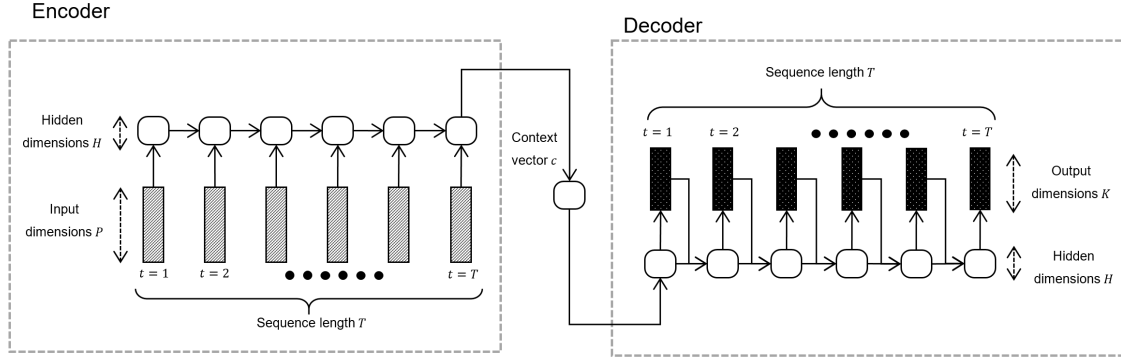 Encoder
Hidden
dimensions H
Input
dimensions P
t = 1
t = 2
t = T
Sequence length T
Context
vector c
Decoder
Sequence length T
t = 1
t = 2
t = T
Output
dimensions K
Hidden
dimensions H